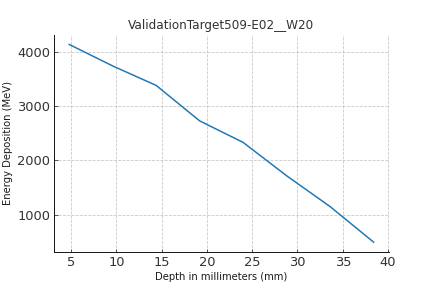 ValidationTarget509-E02__W20
Energy Deposition (MeV)
4000
3000
2000
1000
5 10 15 20 25 30 35 40
Depth in millimeters (mm)